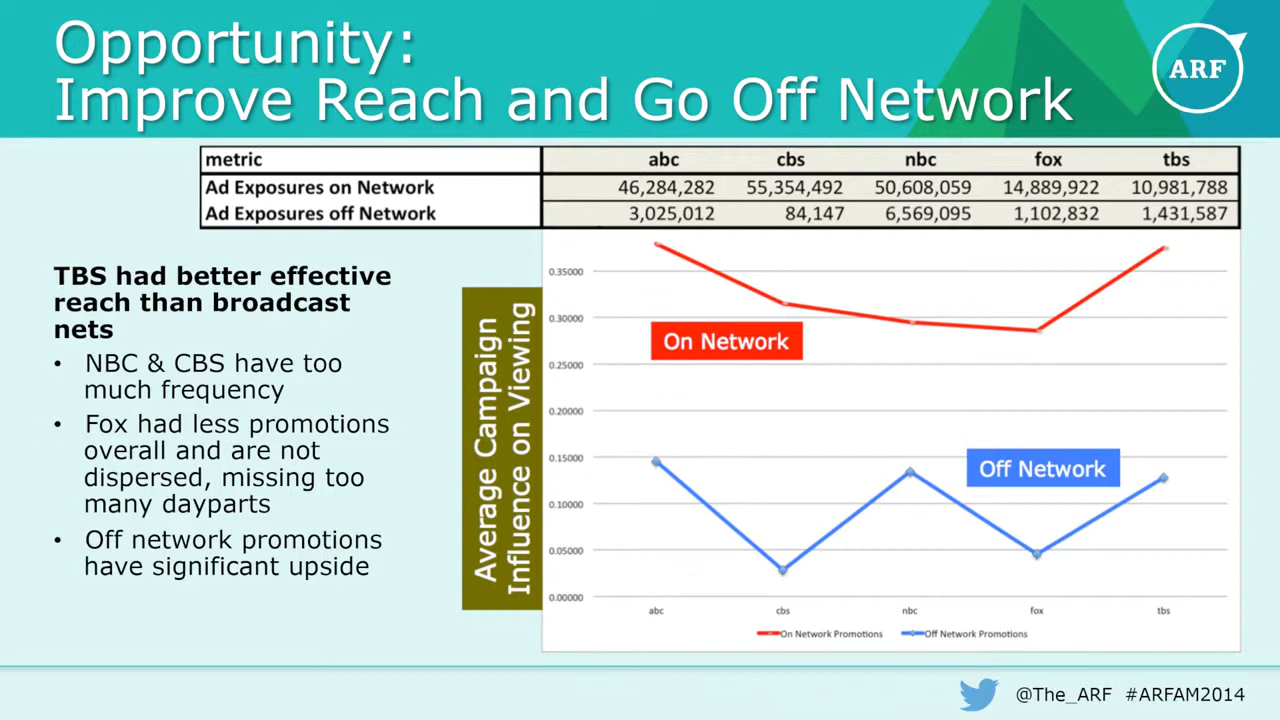 Opportunity:
Improve Reach and Go Off Network
ARF
metric abc cbs nbc fox tbs
Ad Exposures on Network 46,284,282 55,354,492 50,608,059 14,889,922 10,981,788
Ad Exposures off Network 3,025,012 84,147 6,569,095 1,102,832 1,431,587
TBS had better effective
reach than broadcast
nets
• NBC & CBS have too
much frequency
• Fox had less promotions
overall and are not
dispersed, missing too
many dayparts
• Off network promotions
have significant upside
Average Campaign
Influence on Viewing
0.35000
0.30000
0.25000
0.20000
0.15000
0.10000
0.05000
0.00000
On Network
Off Network
abc cbs nbc fox tbs
On Network Promotions Off Network Promotions
@The_ARF #ARFAM2014